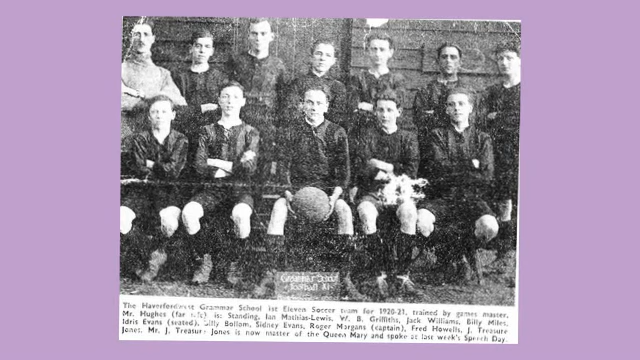 Grammar School
Football XI
The Haverfordwest Grammar School 1st Eleven Soccer team for 1920-21, trained by games master,
Mr. Hughes (far left) is: Standing, Ian Mathias-Lewis, W. B. Griffiths, Jack Williams, Billy Miles,
Idris Evans (seated), Billy Bollom, Sidney Evans, Roger Margans (captain), Fred Howells, J. Treasure
Jones. Mr. J. Treasure Jones is now master of the Queen Mary and spoke at last week's Speech Day.